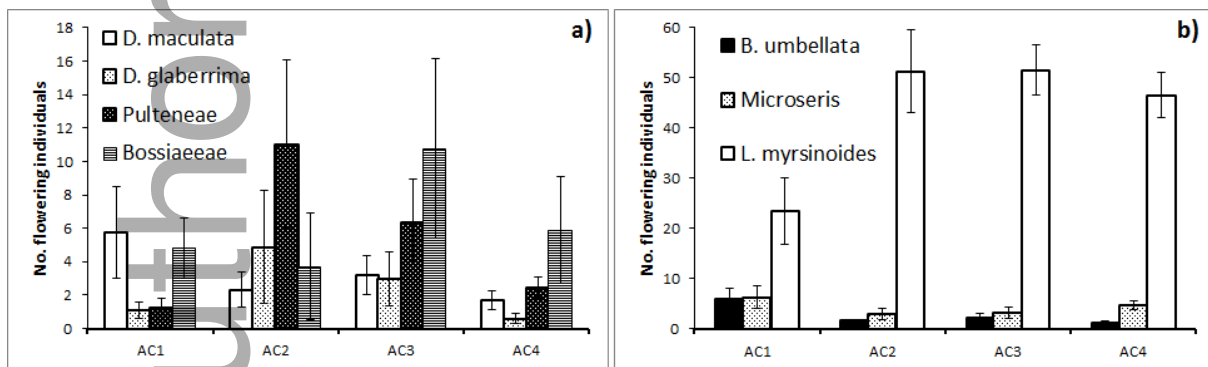 a)
No. flowering individuals
18
16
14
12
10
8
6
4
2
0
D. maculata
D. glaberrima
Pulteneae
Bossiaeeae
AC1 AC2 AC3 AC4
b)
No. flowering individuals
60
50
40
30
20
10
0
B. umbellata
Microseris
L. myrsinoides
AC1 AC2 AC3 AC4
uthor